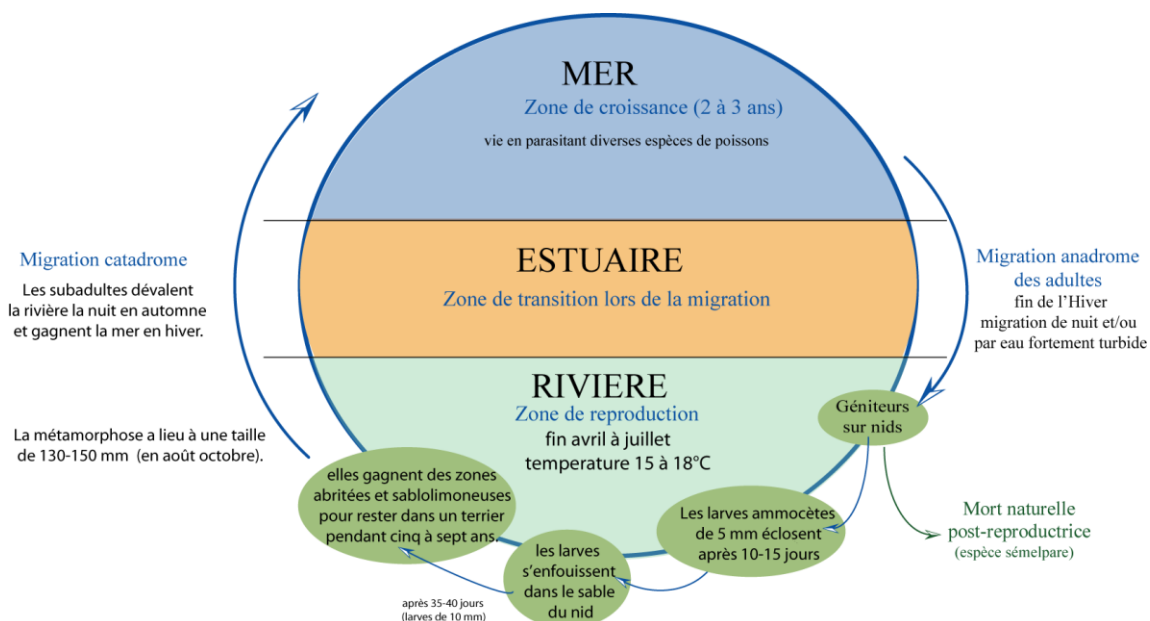 MER
Zone de croissance (2 à 3 ans)
vie en parasitant diverses espèces de poissons
ESTUAIRE
Zone de transition lors de la migration
RIVIERE
Zone de reproduction
fin avril à juillet
temperature 15 à 18°C
Migration anadrome
des adultes
fin de l'Hiver
migration de nuit et/ou
par eau fortement turbide
Géniteurs
sur nids
Mort naturelle
post-reproductrice
(espèce sémelpare)
Les larves ammocètes
de 5 mm éclosent
après 10-15 jours
les larves
s'enfouissent
dans le sable
du nid
après 35-40 jours
(larves de 10 mm)
elles gagnent des zones
abritées et sablolimoneuses
pour rester dans un terrier
pendant cinq à sept ans.
La métamorphose a lieu à une taille
de 130-150 mm (en août octobre).
Migration catadrome
Les subadultes dévalent
la rivière la nuit en automne
et gagnent la mer en hiver.